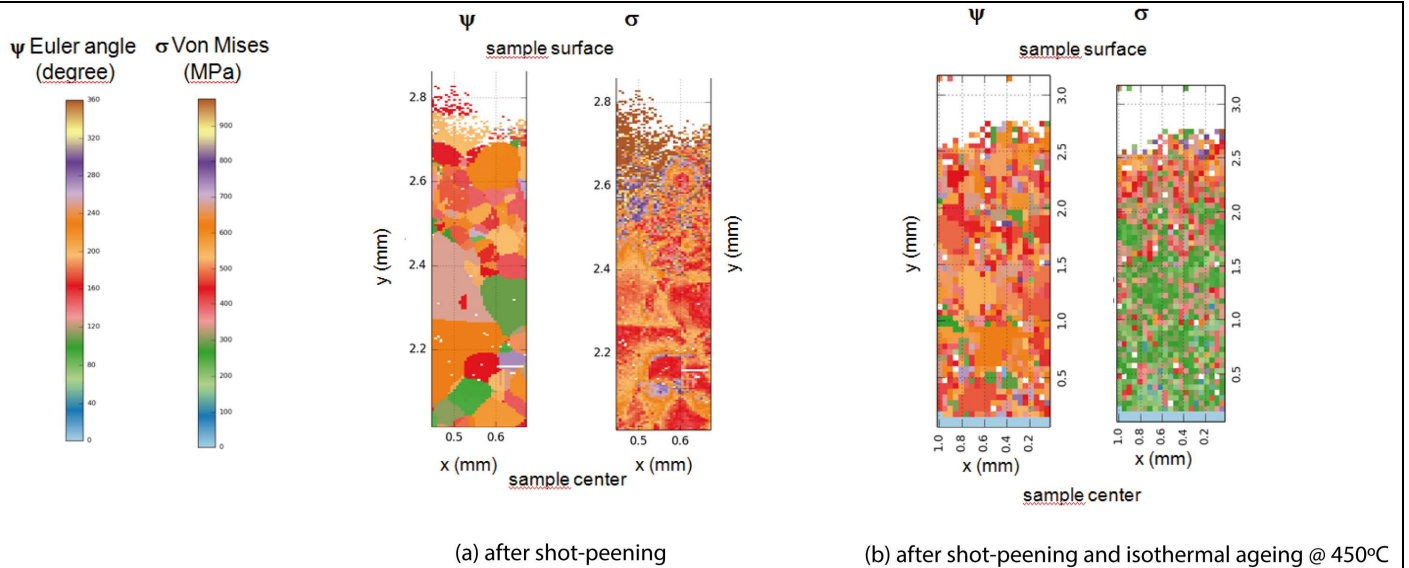 ψ Euler angle
(degree)
360
320
280
240
200
160
120
80
40
0
σ Von Mises
(MPa)
900
800
700
600
500
400
300
200
100
0
ψ σ
sample surface
y (mm)
2.8
2.6
2.4
2.2
0.5 0.6
x (mm)
2.8
2.6
2.4
2.2
0.5 0.6
x (mm)
sample center
(a) after shot-peening
ψ σ
sample surface
y (mm)
3.0
2.5
2.0
1.5
1.0
0.5
1.0 0.8 0.6 0.4 0.2
x (mm)
y (mm)
3.0
2.5
2.0
1.5
1.0
0.5
1.0 0.8 0.6 0.4 0.2
x (mm)
sample center
(b) after shot-peening and isothermal ageing @ 450ºC